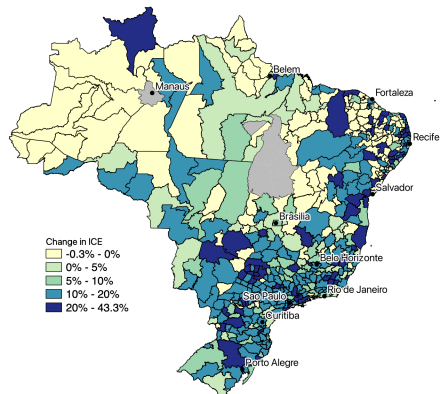 Belem
Manaus
Fortaleza
Recife
Salvador
Brasilia
Change in ICE
-0.3% - 0%
0% - 5%
5% - 10%
10% - 20%
20% - 43.3%
Belo Horizonte
Sao Paulo
Rio de Janeiro
Curitiba
Porto Alegre